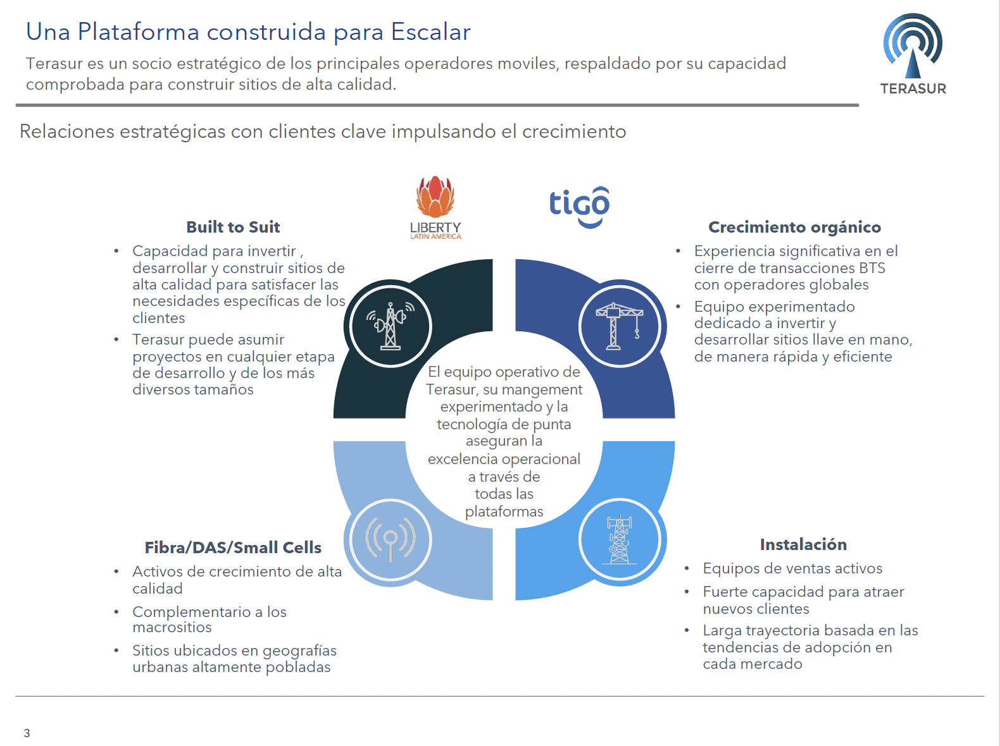 Una Plataforma construida para Escalar
Terasur es un socio estratégico de los principales operadores moviles, respaldado por su capacidad
comprobada para construir sitios de alta calidad.
TERASUR
Relaciones estratégicas con clientes clave impulsando el crecimiento
LIBERTY
LATIN AMERICA
tigo
Built to Suit
• Capacidad para invertir ,
desarrollar y construir sitios de
alta calidad para satisfacer las
necesidades específicas de los
clientes
• Terasur puede asumir
proyectos en cualquier etapa
de desarrollo y de los más
diversos tamaños
Crecimiento orgánico
• Experiencia significativa en el
cierre de transacciones BTS
con operadores globales
• Equipo experimentado
dedicado a invertir y
desarrollar sitios llave en mano,
de manera rápida y eficiente
El equipo operativo de
Terasur, su mangement
experimentado y la
tecnología de punta
aseguran la
excelencia operacional
a través de
todas las
plataformas
Fibra/DAS/Small Cells
• Activos de crecimiento de alta
calidad
• Complementario a los
macrositios
• Sitios ubicados en geografías
urbanas altamente pobladas
Instalación
• Equipos de ventas activos
• Fuerte capacidad para atraer
nuevos clientes
• Larga trayectoria basada en las
tendencias de adopción en
cada mercado
3